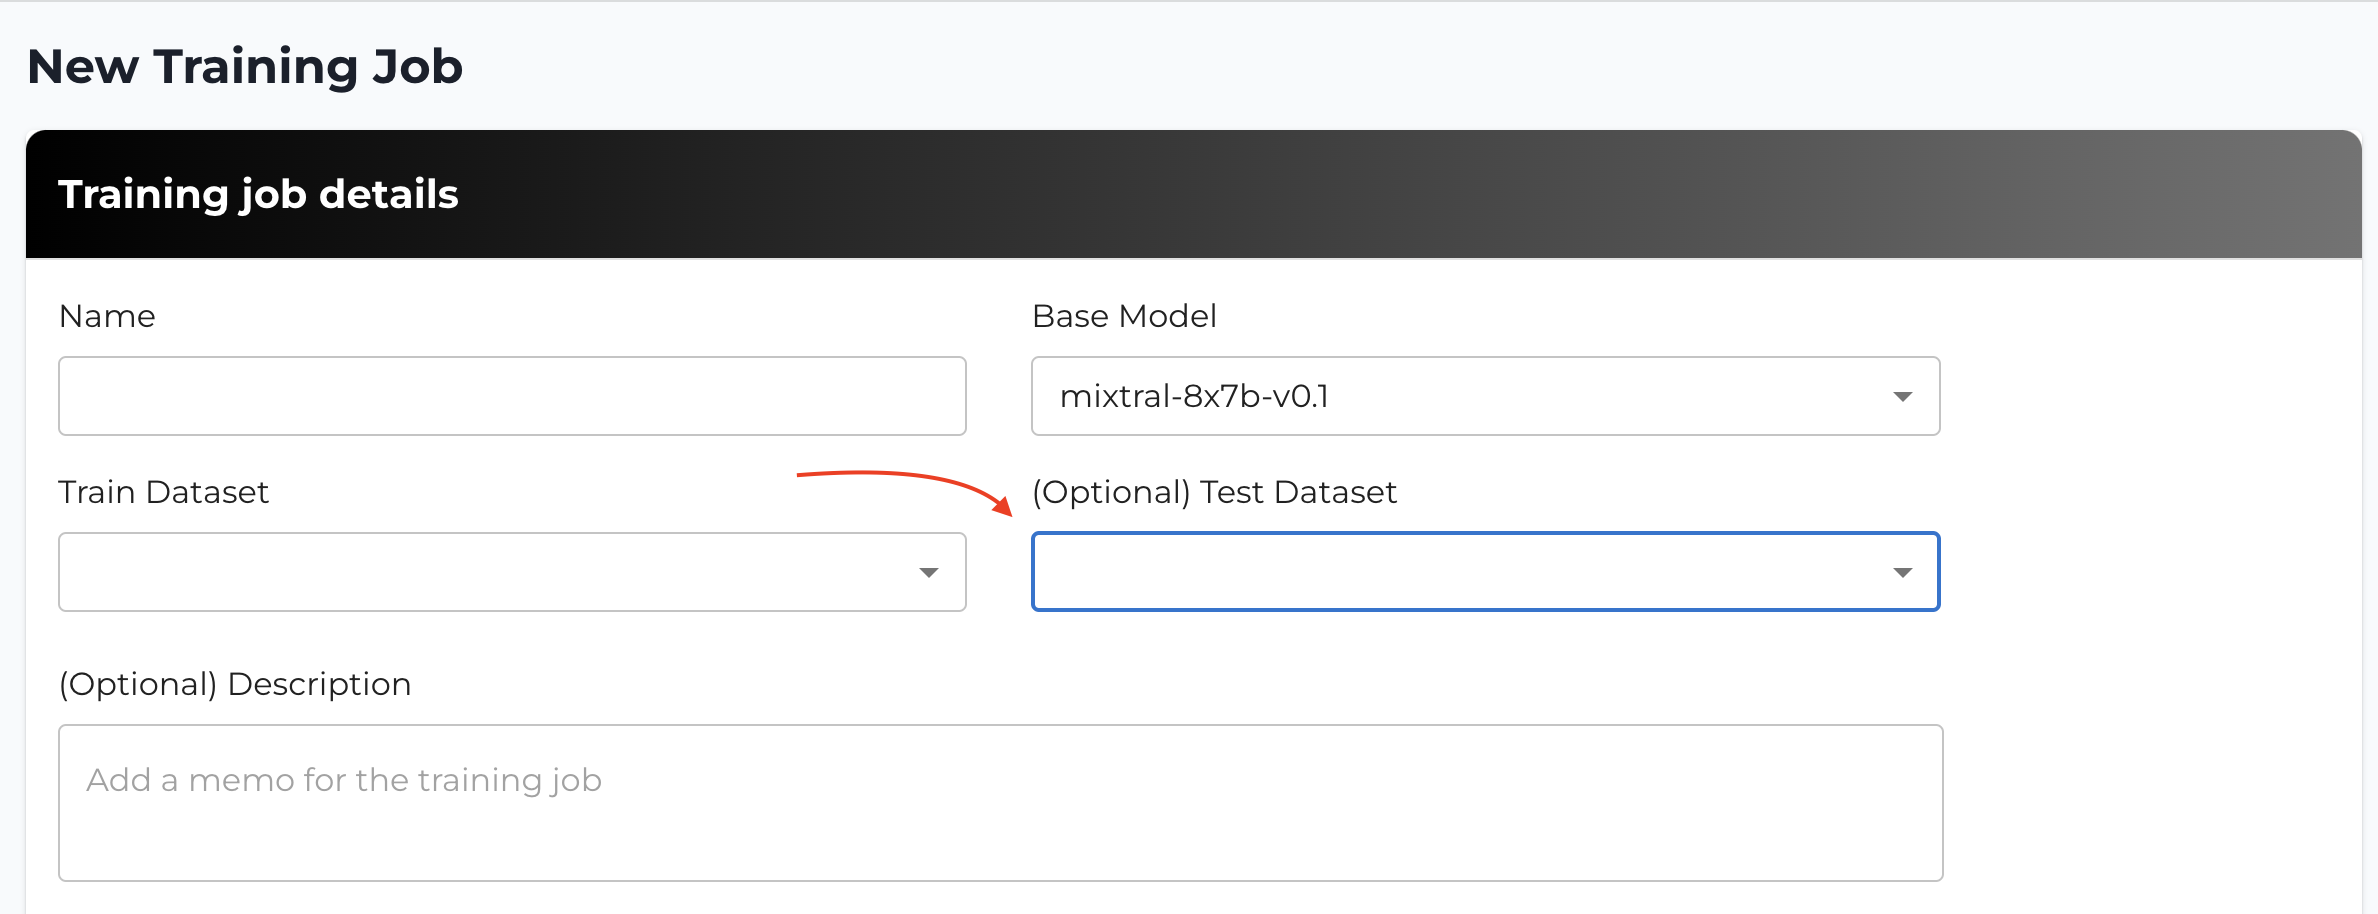 New Training Job
Training job details
Name
Base Model
mixtral-8x7b-v0.1
Train Dataset
(Optional) Test Dataset
(Optional) Description
Add a memo for the training job